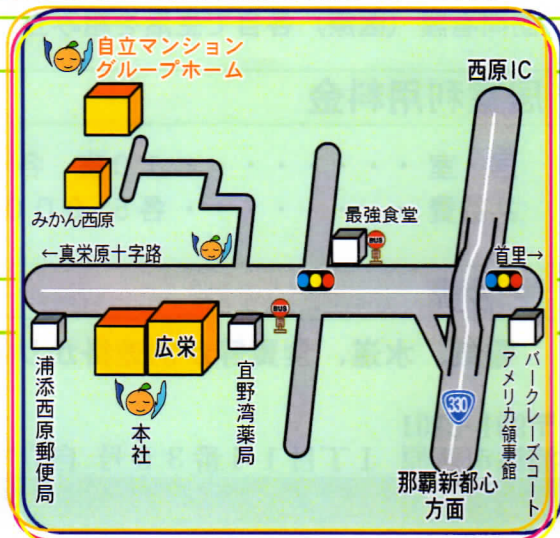 自立マンション
グループホーム
西原IC
みかん西原
最強食堂
BUS
←真栄原十字路
首里→
BUS
広栄
浦添西原郵便局
本社
宜野湾薬局
330
バークレーズコート
アメリカ領事館
那覇新都心
方面
利用料金